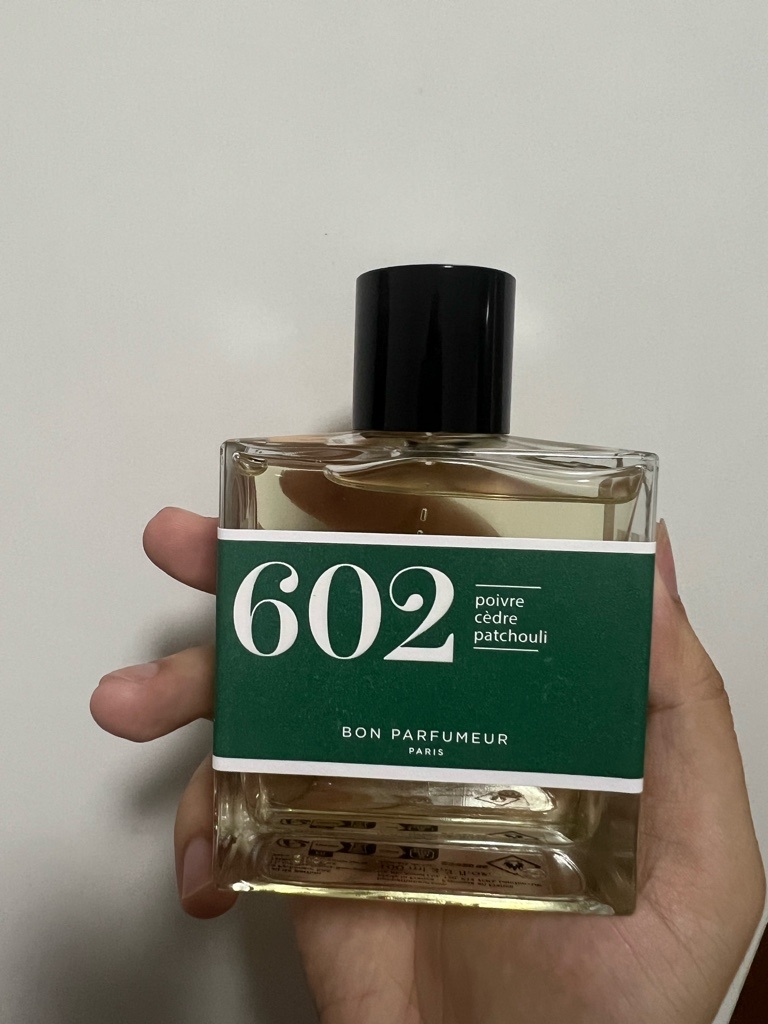 602
poivre
cèdre
patchouli
BON PARFUMEUR
PARIS